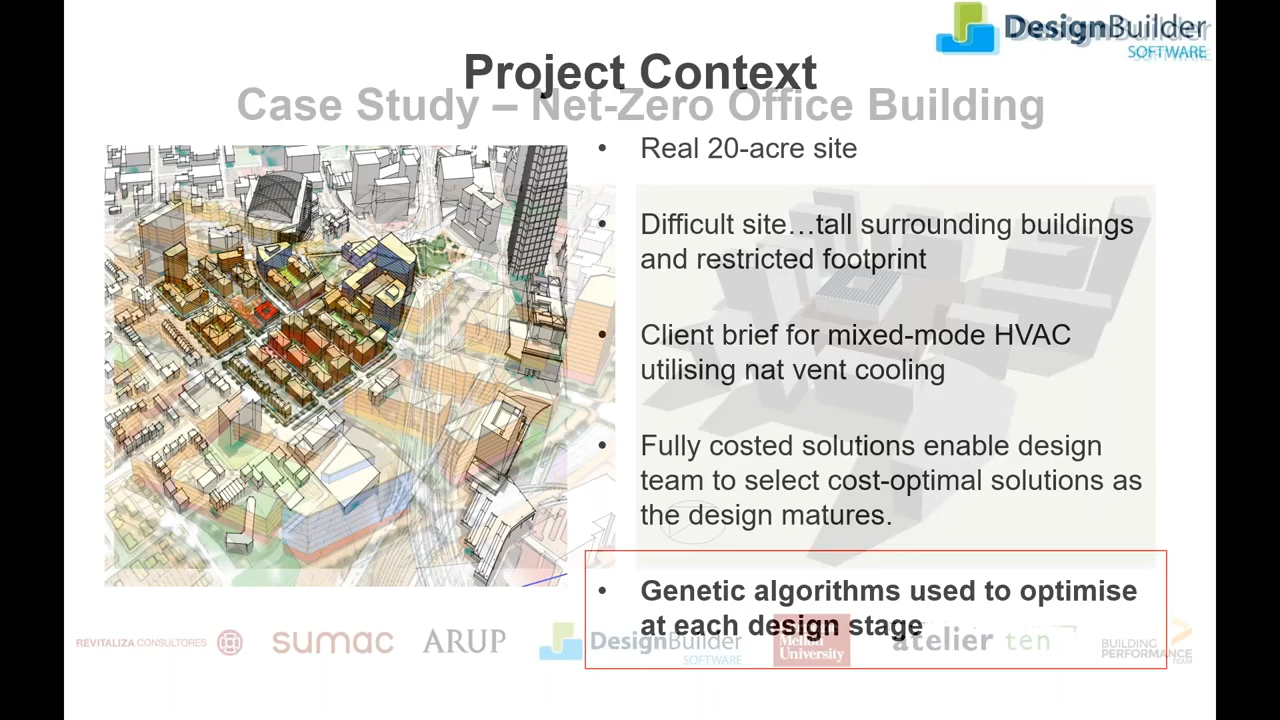 DesignBuilder
SOFTWARE
Project Context
Case Study – Net-Zero Office Building
• Real 20-acre site
• Difficult site…tall surrounding buildings
and restricted footprint
• Client brief for mixed-mode HVAC
utilising nat vent cooling
• Fully costed solutions enable design
team to select cost-optimal solutions as
the design matures.
• Genetic algorithms used to optimise
at each design stage
REVITALIZA CONSULTORES
sumac
ARUP
DesignBuilder
SOFTWARE
Mellon
University
atelier ten
BUILDING
PERFORMANCE
TEAM